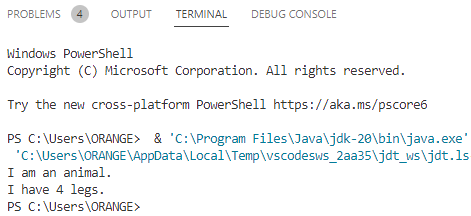 PROBLEMS 4 OUTPUT TERMINAL DEBUG CONSOLE
Windows PowerShell
Copyright (C) Microsoft Corporation. All rights reserved.
Try the new cross-platform PowerShell https://aka.ms/pscore6
PS C:\Users\ORANGE> & 'C:\Program Files\Java\jdk-20\bin\java.exe'
'C:\Users\ORANGE\AppData\Local\Temp\vscodesws_2aa35\jdt_ws\jdt.ls
I am an animal.
I have 4 legs.
PS C:\Users\ORANGE>